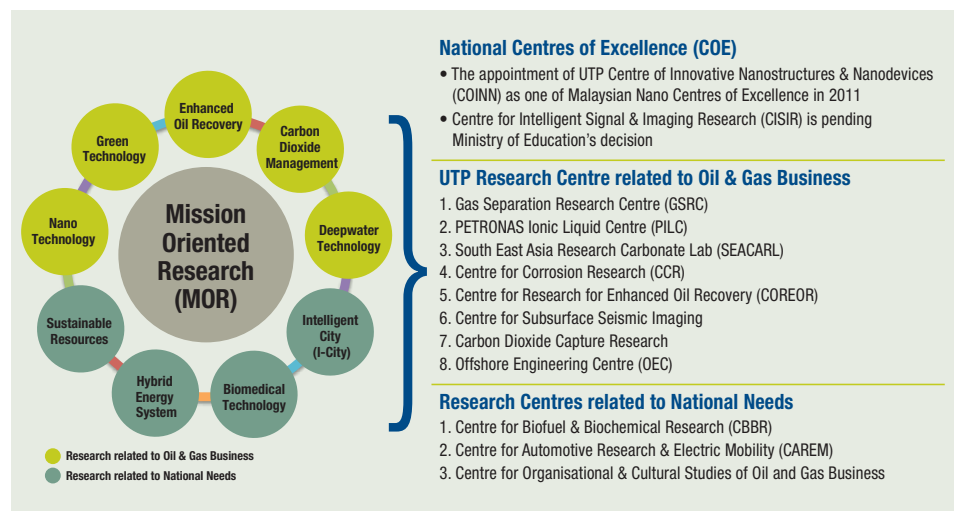 Enhanced
Oil Recovery
Carbon
Dioxide
Management
Deepwater
Technology
Intelligent
City
(I-City)
Biomedical
Technology
Hybrid
Energy
System
Sustainable
Resources
Nano
Technology
Green
Technology
Mission
Oriented
Research
(MOR)
Research related to Oil & Gas Business
Research related to National Needs
National Centres of Excellence (COE)
• The appointment of UTP Centre of Innovative Nanostructures & Nanodevices
(COINN) as one of Malaysian Nano Centres of Excellence in 2011
• Centre for Intelligent Signal & Imaging Research (CISIR) is pending
Ministry of Education's decision
UTP Research Centre related to Oil & Gas Business
1. Gas Separation Research Centre (GSRC)
2. PETRONAS Ionic Liquid Centre (PILC)
3. South East Asia Research Carbonate Lab (SEACARL)
4. Centre for Corrosion Research (CCR)
5. Centre for Research for Enhanced Oil Recovery (COREOR)
6. Centre for Subsurface Seismic Imaging
7. Carbon Dioxide Capture Research
8. Offshore Engineering Centre (OEC)
Research Centres related to National Needs
1. Centre for Biofuel & Biochemical Research (CBBR)
2. Centre for Automotive Research & Electric Mobility (CAREM)
3. Centre for Organisational & Cultural Studies of Oil and Gas Business